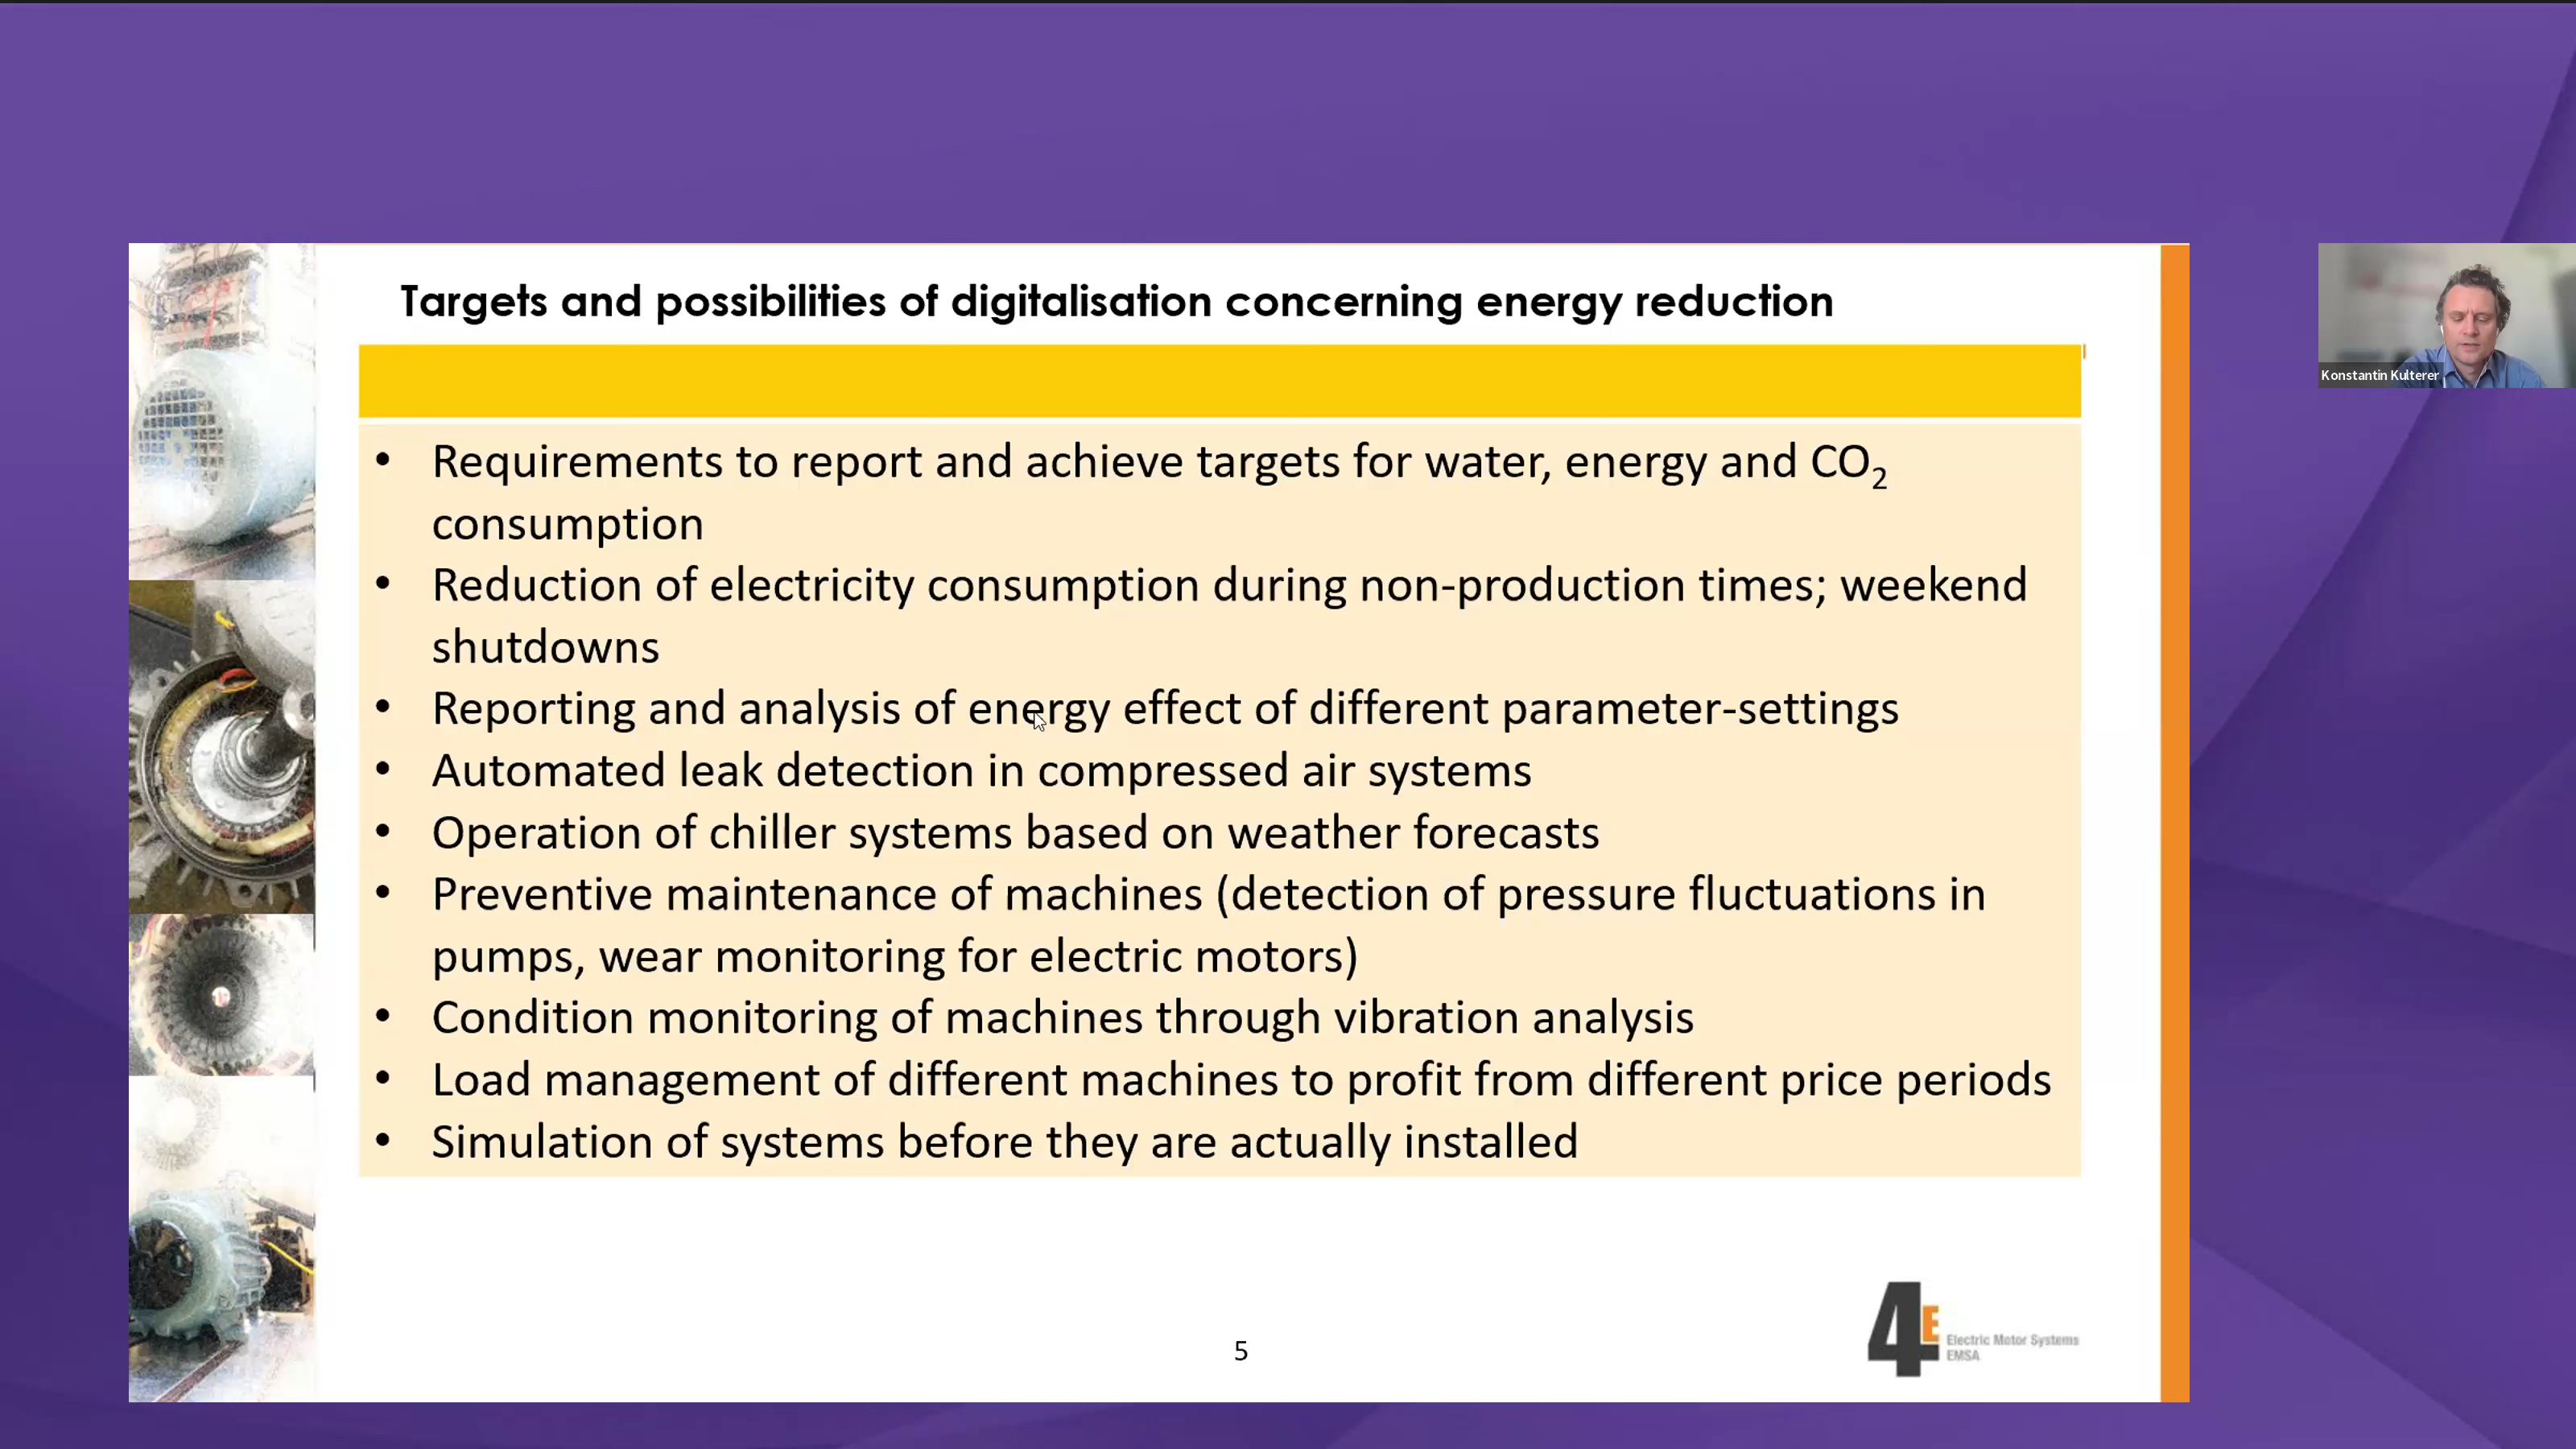 Targets and possibilities of digitalisation concerning energy reduction
• Requirements to report and achieve targets for water, energy and CO₂
consumption
• Reduction of electricity consumption during non-production times; weekend
shutdowns
• Reporting and analysis of energy effect of different parameter-settings
• Automated leak detection in compressed air systems
• Operation of chiller systems based on weather forecasts
• Preventive maintenance of machines (detection of pressure fluctuations in
pumps, wear monitoring for electric motors)
• Condition monitoring of machines through vibration analysis
• Load management of different machines to profit from different price periods
• Simulation of systems before they are actually installed
5
4E
Electric Motor Systems
EMSA
Konstantin Kulterer